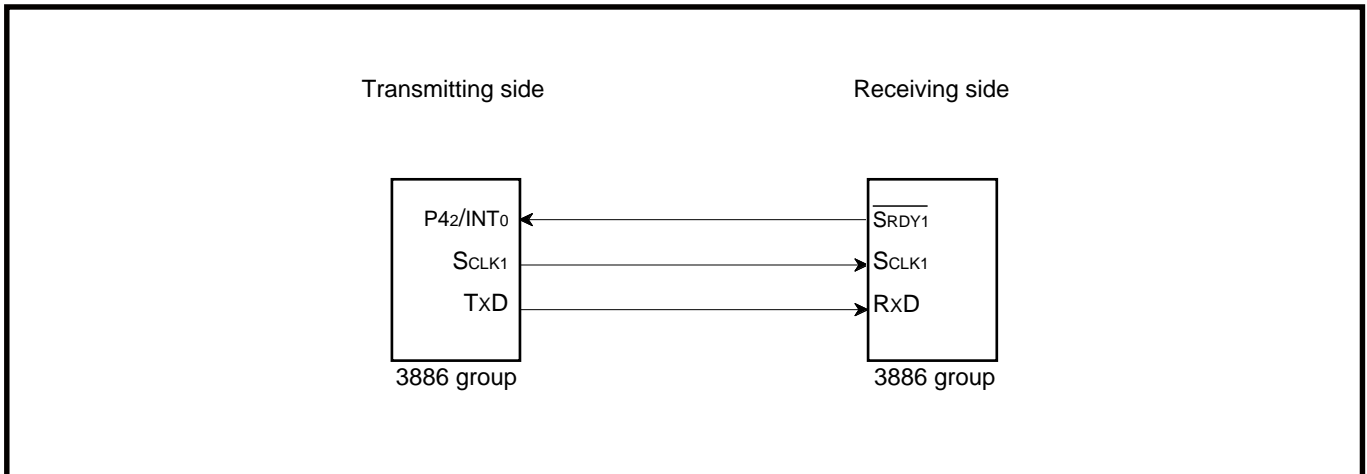 Transmitting side Receiving side
P42/INT0 SRDY1
SCLK1 SCLK1
TxD RxD
3886 group 3886 group